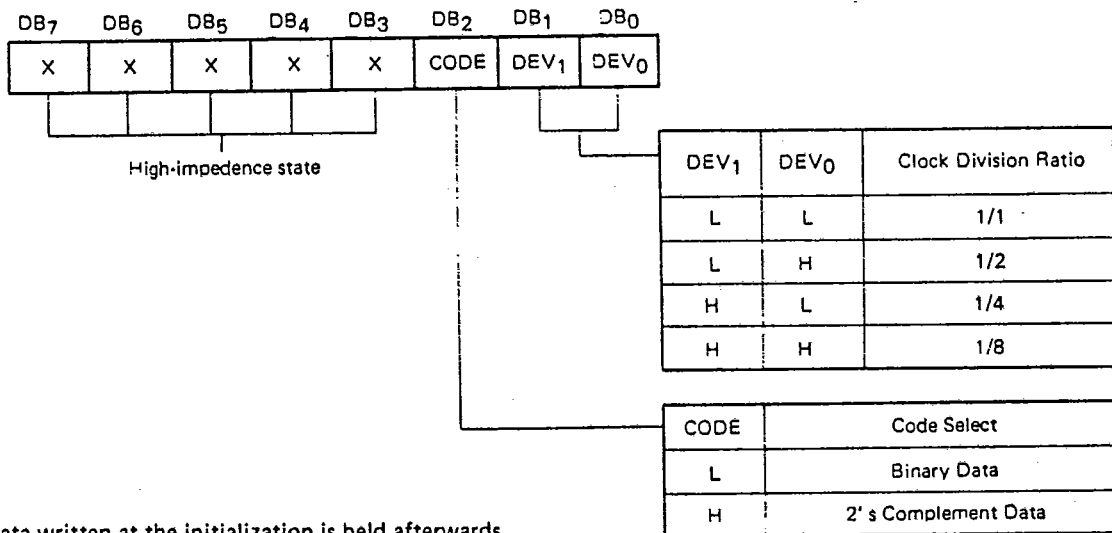 DB7 DB6 DB5 DB4 DB3 DB2 DB1 DB0
X X X X X CODE DEV1 DEV0
High-impedence state
DEV1 DEV0 Clock Division Ratio
L L 1/1
L H 1/2
H L 1/4
H H 1/8
CODE Code Select
L Binary Data
H 2's Complement Data
written at the initialization is held afterwards